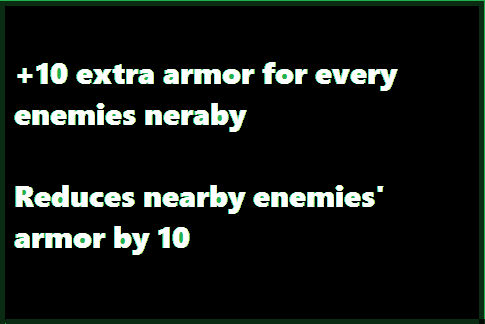 +10 extra armor for every
enemies neraby
Reduces nearby enemies'
armor by 10